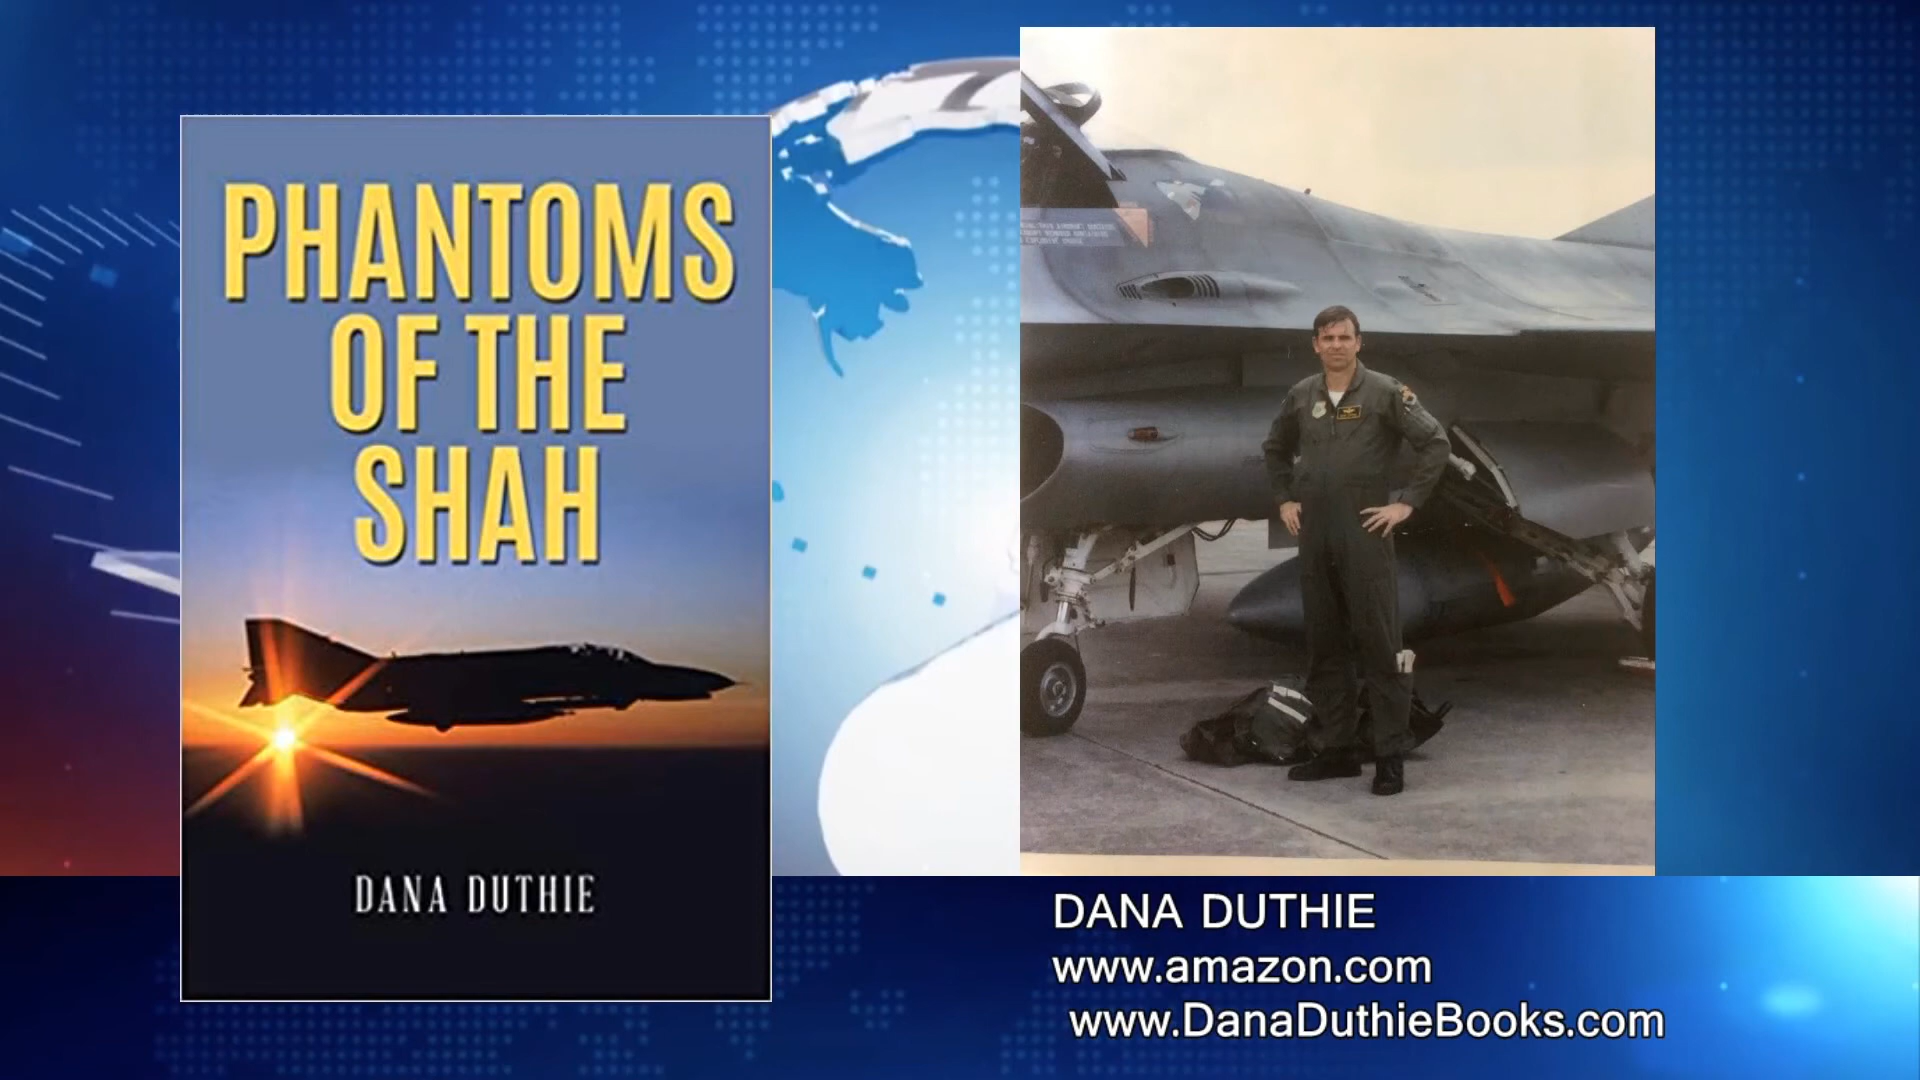 PHANTOMS
OF THE
SHAH
DANA DUTHIE
DANA DUTHIE
www.amazon.com
www.DanaDuthieBooks.com